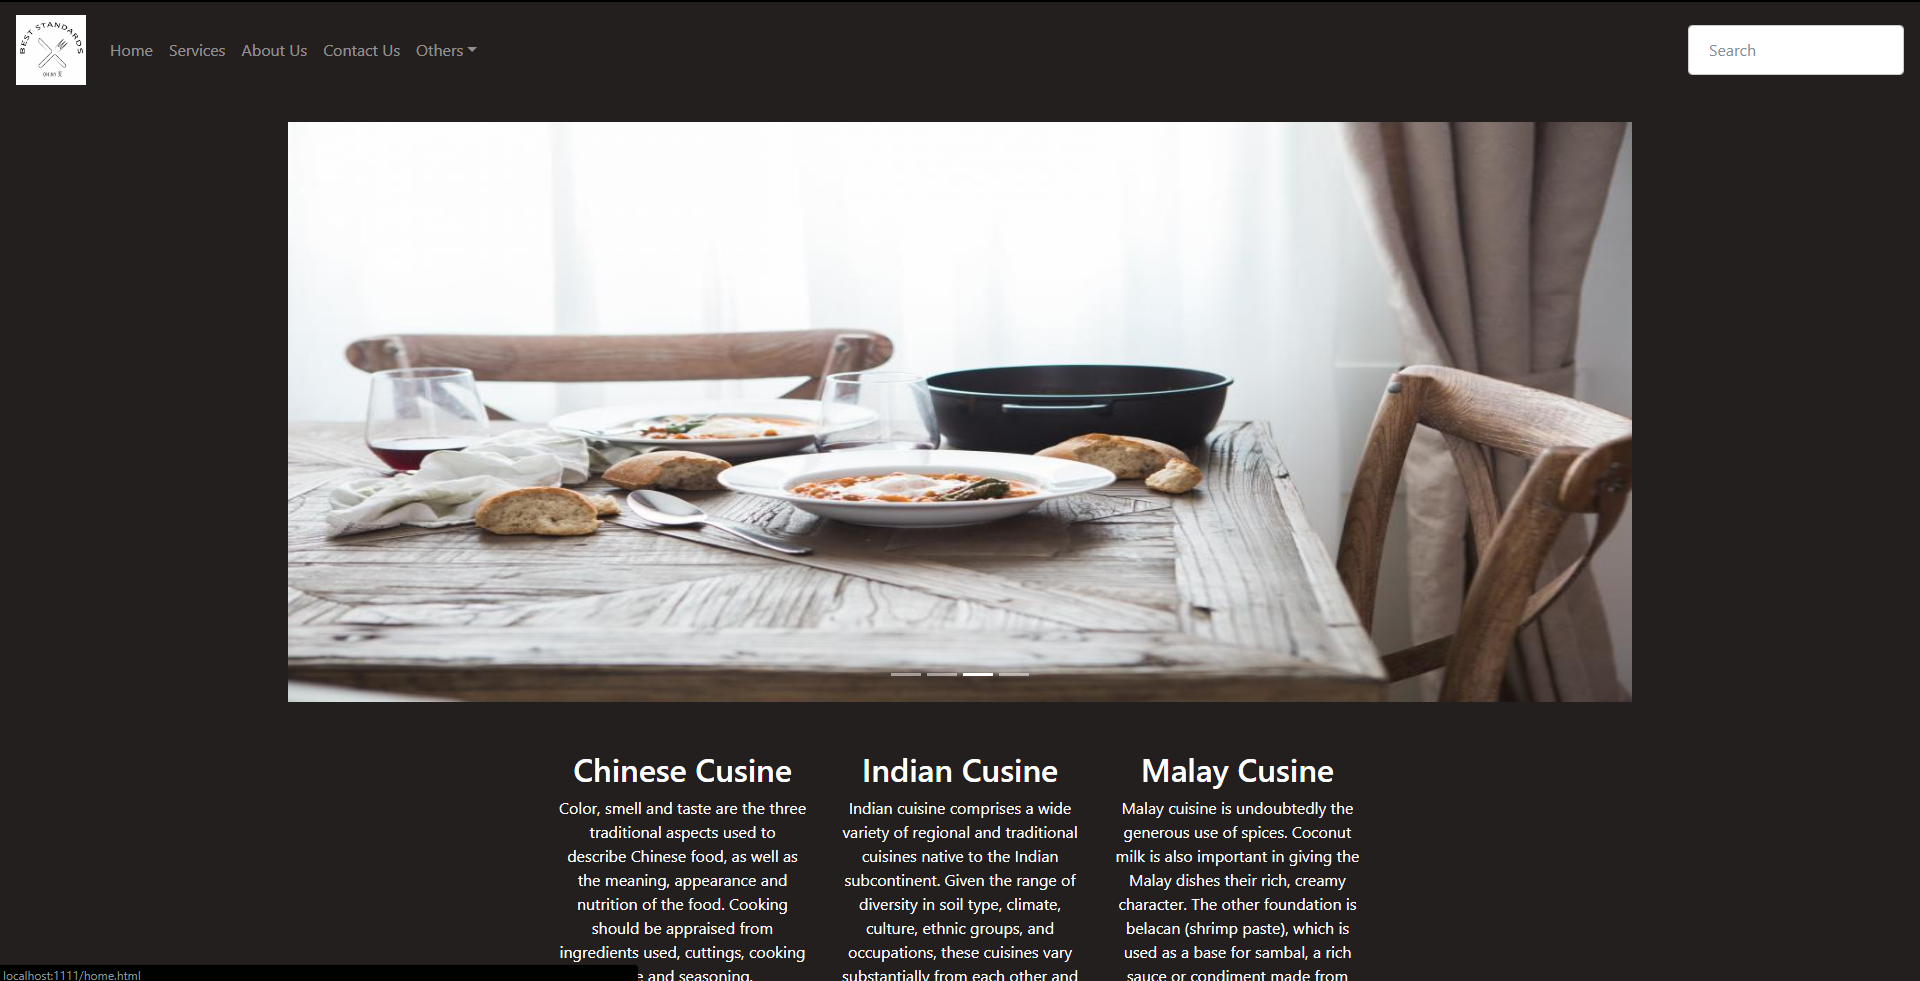 BEST STANDARDS
OH MY 天
Home Services About Us Contact Us Others
Search
Chinese Cusine
Color, smell and taste are the three
traditional aspects used to
describe Chinese food, as well as
the meaning, appearance and
nutrition of the food. Cooking
should be appraised from
ingredients used, cuttings, cooking
e and seasoning.
Indian Cusine
Indian cuisine comprises a wide
variety of regional and traditional
cuisines native to the Indian
subcontinent. Given the range of
diversity in soil type, climate,
culture, ethnic groups, and
occupations, these cuisines vary
substantially from each other and
Malay Cusine
Malay cuisine is undoubtedly the
generous use of spices. Coconut
milk is also important in giving the
Malay dishes their rich, creamy
character. The other foundation is
belacan (shrimp paste), which is
used as a base for sambal, a rich
sauce or condiment made from
localhost:1111/home.html